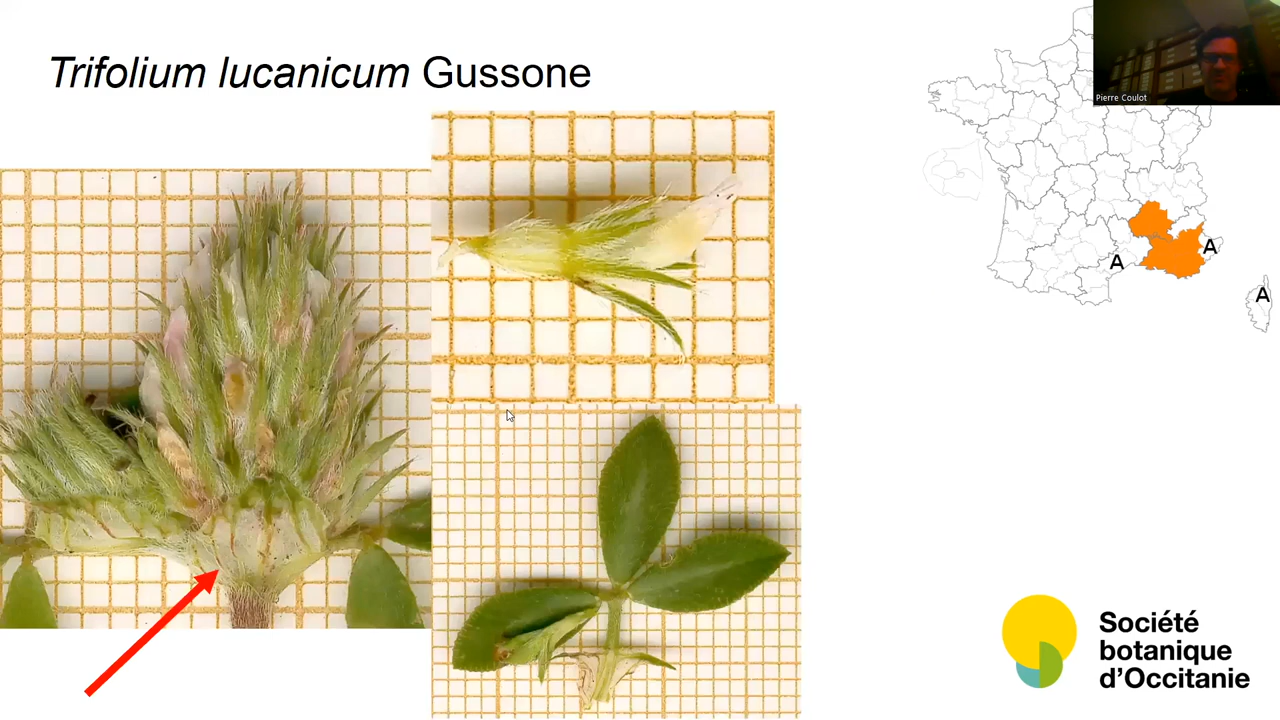 Trifolium lucanicum Gussone
Pierre Coulot
A
A
A
Société
botanique
d'Occitanie